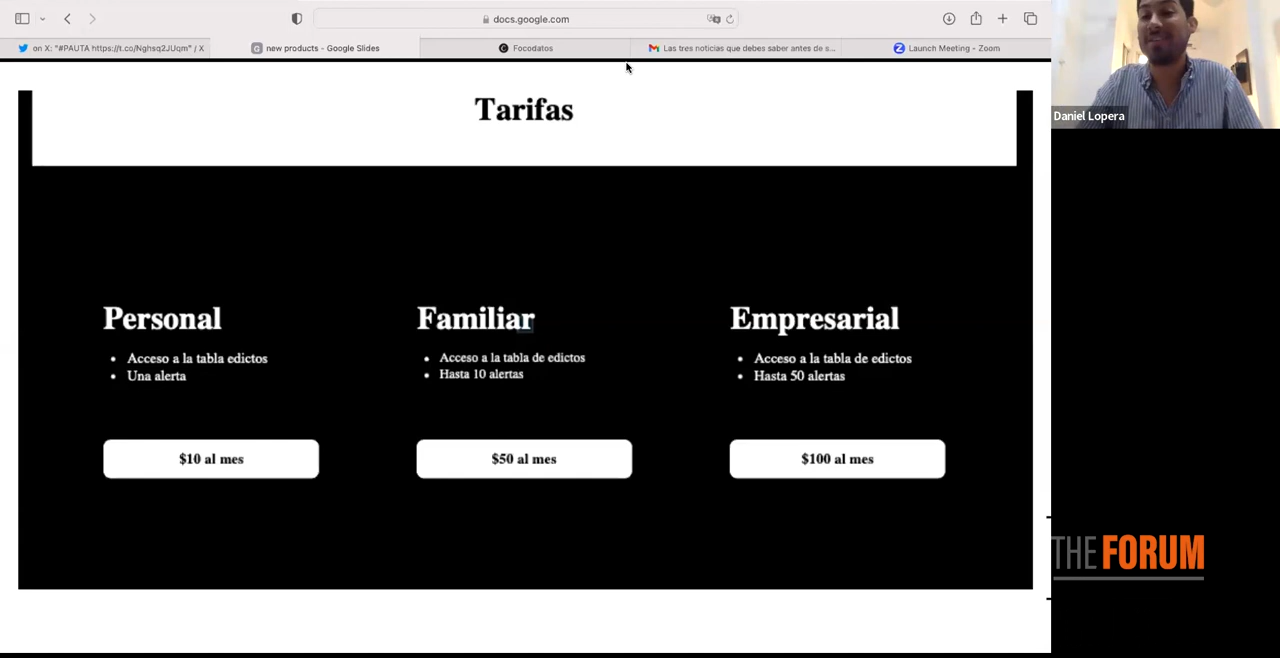 docs.google.com
on X: "#PAUTA https://t.co/Nghsq2JUqm" / X
new products - Google Slides
Focodatos
Las tres noticias que debes saber antes de s...
Launch Meeting - Zoom
Daniel Lopera
Tarifas
Personal
Acceso a la tabla edictos
Una alerta
$10 al mes
Familiar
Acceso a la tabla de edictos
Hasta 10 alertas
$50 al mes
Empresarial
Acceso a la tabla de edictos
Hasta 50 alertas
$100 al mes
THE FORUM